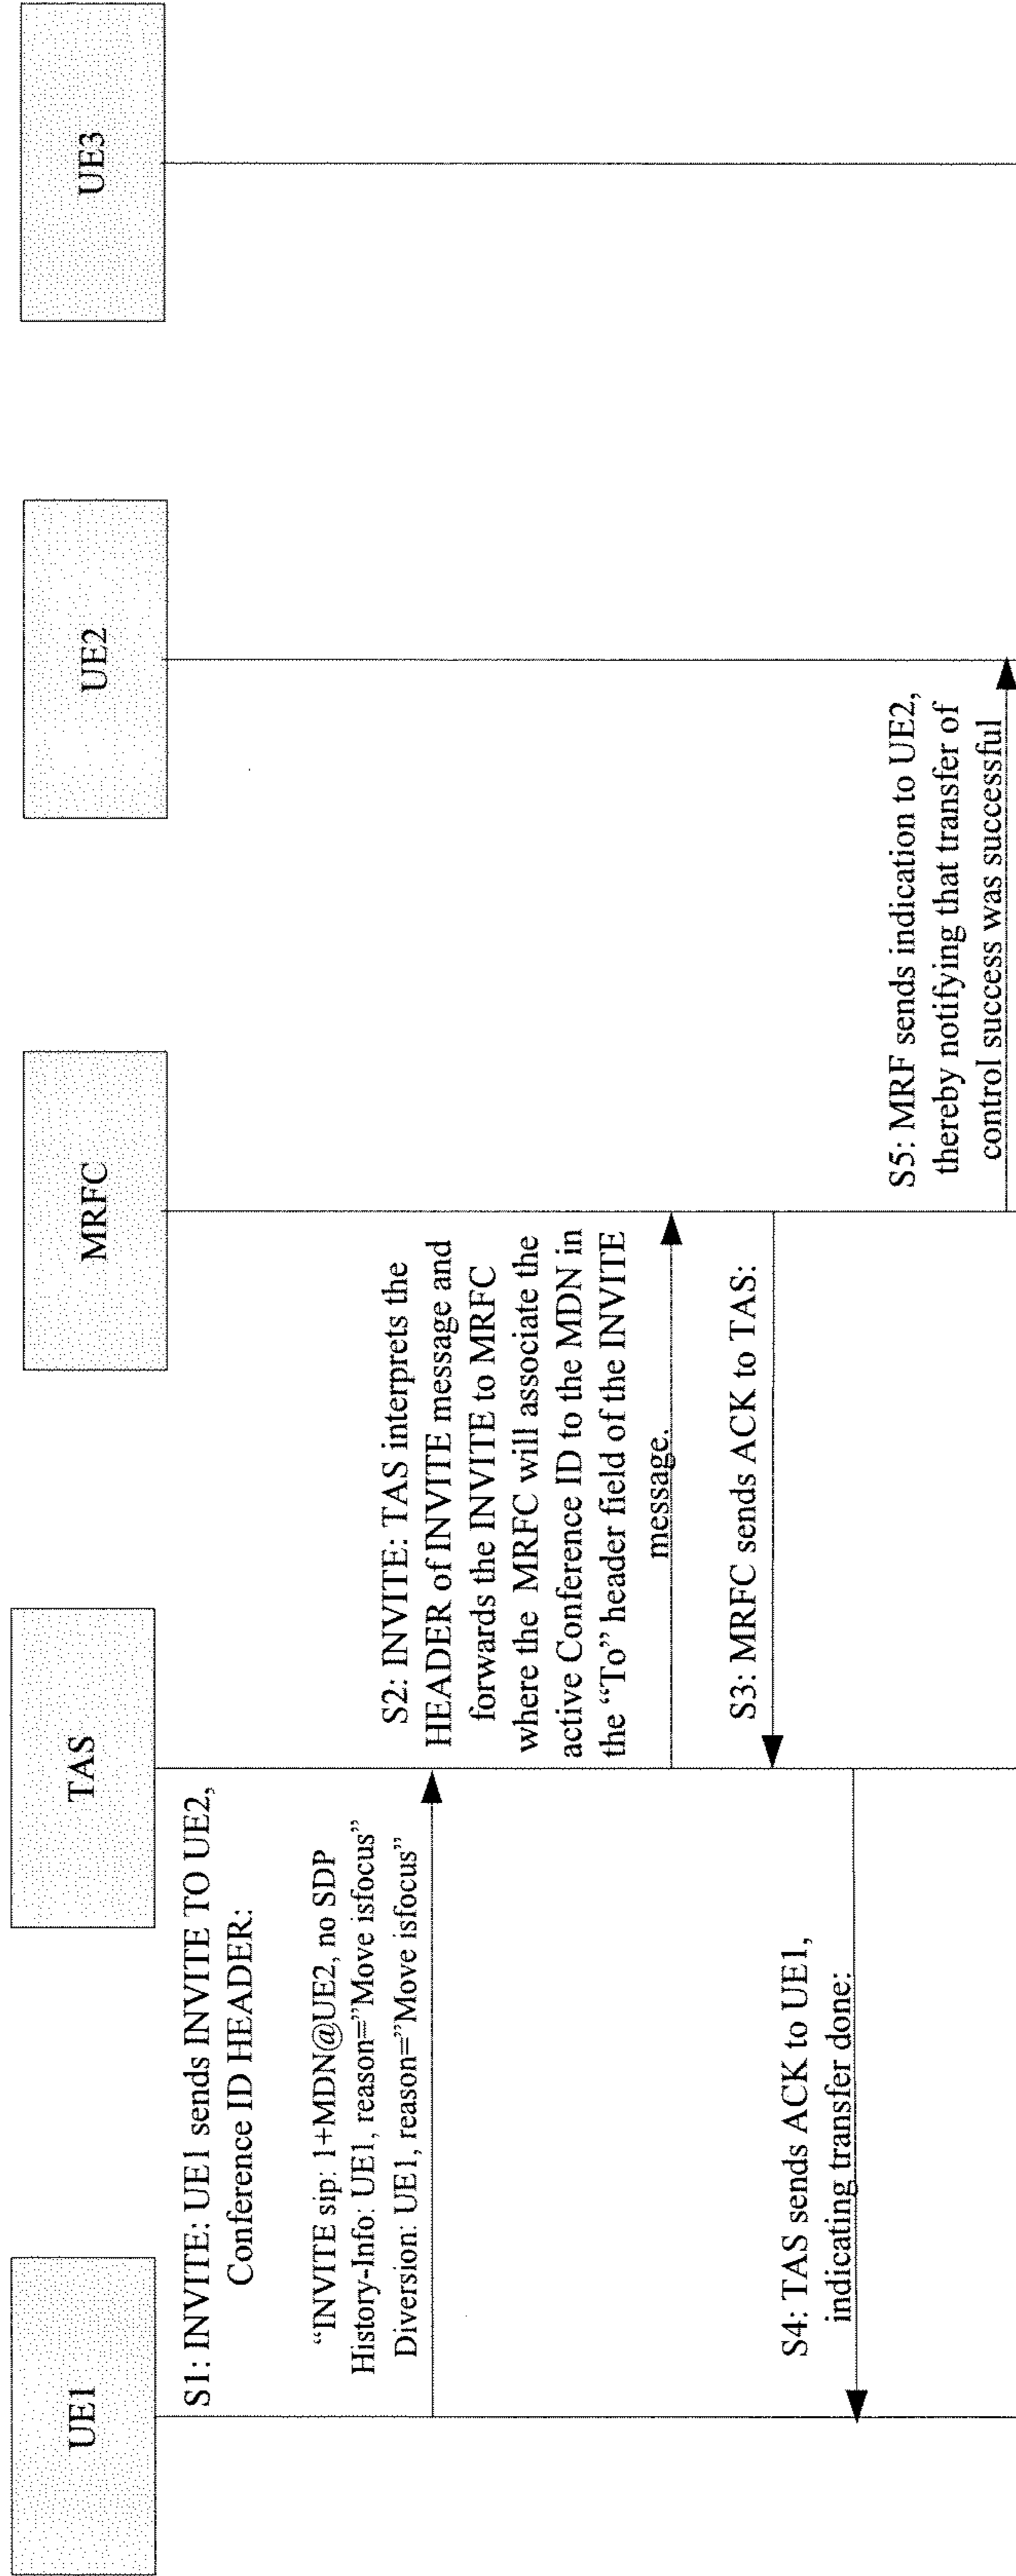 UE1
TAS
MRFC
UE2
UE3
S1: INVITE: UE1 sends INVITE TO UE2,
Conference ID HEADER:
“INVITE sip: 1+MDN@UE2, no SDP
History-Info: UE1, reason=”Move isfocus”
Diversion: UE1, reason=”Move isfocus”
S2: INVITE: TAS interprets the
HEADER of INVITE message and
forwards the INVITE to MRFC
where the MRFC will associate the
active Conference ID to the MDN in
the “To” header field of the INVITE
message.
S3: MRFC sends ACK to TAS:
S4: TAS sends ACK to UE1,
indicating transfer done:
S5: MRF sends indication to UE2,
thereby notifying that transfer of
control success was successful